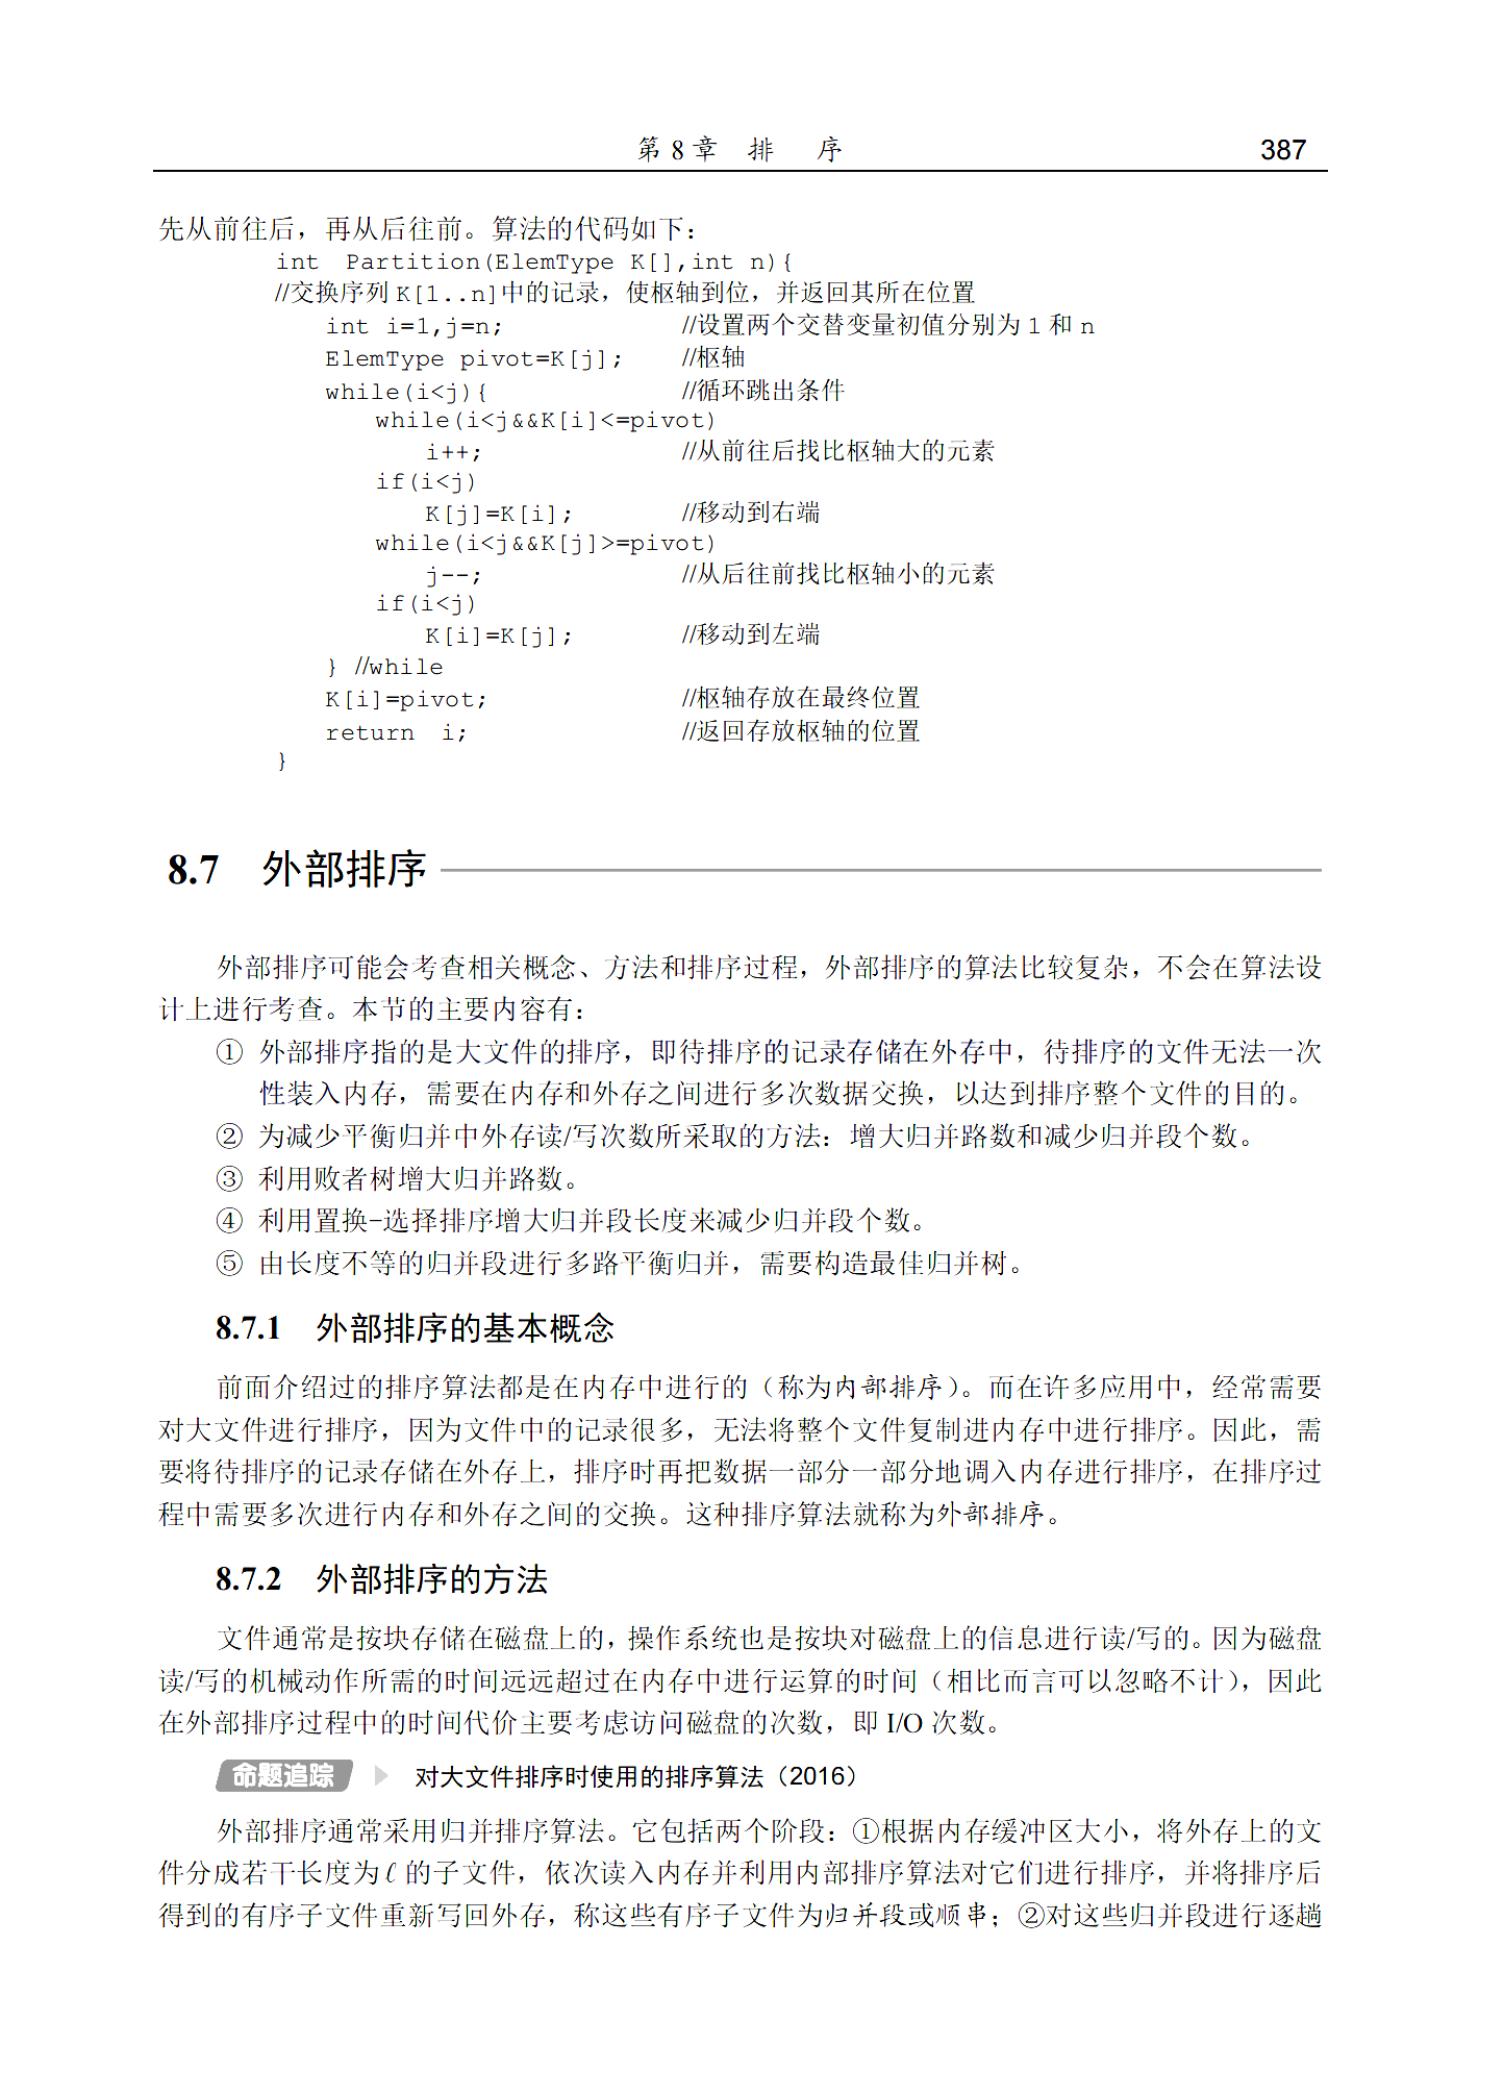 第 8 章 排 序 387
先从前往后，再从后往前。算法的代码如下：
int Partition(ElemType K[],int n){
//交换序列 K[1..n]中的记录，使枢轴到位，并返回其所在位置
int i=1,j=n; //设置两个交替变量初值分别为 1 和 n
ElemType pivot=K[j]; //枢轴
while(i<j){ //循环跳出条件
while(i<j&&K[i]<=pivot)
i++; //从前往后找比枢轴大的元素
if(i<j)
K[j]=K[i]; //移动到右端
while(i<j&&K[j]>=pivot)
j--; //从后往前找比枢轴小的元素
if(i<j)
K[i]=K[j]; //移动到左端
} //while
K[i]=pivot; //枢轴存放在最终位置
return i; //返回存放枢轴的位置
}
8.7 外部排序
外部排序可能会考查相关概念、方法和排序过程，外部排序的算法比较复杂，不会在算法设
计上进行考查。本节的主要内容有：
① 外部排序指的是大文件的排序，即待排序的记录存储在外存中，待排序的文件无法一次
性装入内存，需要在内存和外存之间进行多次数据交换，以达到排序整个文件的目的。
② 为减少平衡归并中外存读/写次数所采取的方法：增大归并路数和减少归并段个数。
③ 利用败者树增大归并路数。
④ 利用置换–选择排序增大归并段长度来减少归并段个数。
⑤ 由长度不等的归并段进行多路平衡归并，需要构造最佳归并树。
8.7.1 外部排序的基本概念
前面介绍过的排序算法都是在内存中进行的（称为内部排序）。而在许多应用中，经常需要
对大文件进行排序，因为文件中的记录很多，无法将整个文件复制进内存中进行排序。因此，需
要将待排序的记录存储在外存上，排序时再把数据一部分一部分地调入内存进行排序，在排序过
程中需要多次进行内存和外存之间的交换。这种排序算法就称为外部排序。
8.7.2 外部排序的方法
文件通常是按块存储在磁盘上的，操作系统也是按块对磁盘上的信息进行读/写的。因为磁盘
读/写的机械动作所需的时间远远超过在内存中进行运算的时间（相比而言可以忽略不计），因此
在外部排序过程中的时间代价主要考虑访问磁盘的次数，即 I/O 次数。
命题追踪 对大文件排序时使用的排序算法（2016）
外部排序通常采用归并排序算法。它包括两个阶段：①根据内存缓冲区大小，将外存上的文
件分成若干长度为 ℓ 的子文件，依次读入内存并利用内部排序算法对它们进行排序，并将排序后
得到的有序子文件重新写回外存，称这些有序子文件为归并段或顺串；②对这些归并段进行逐趟